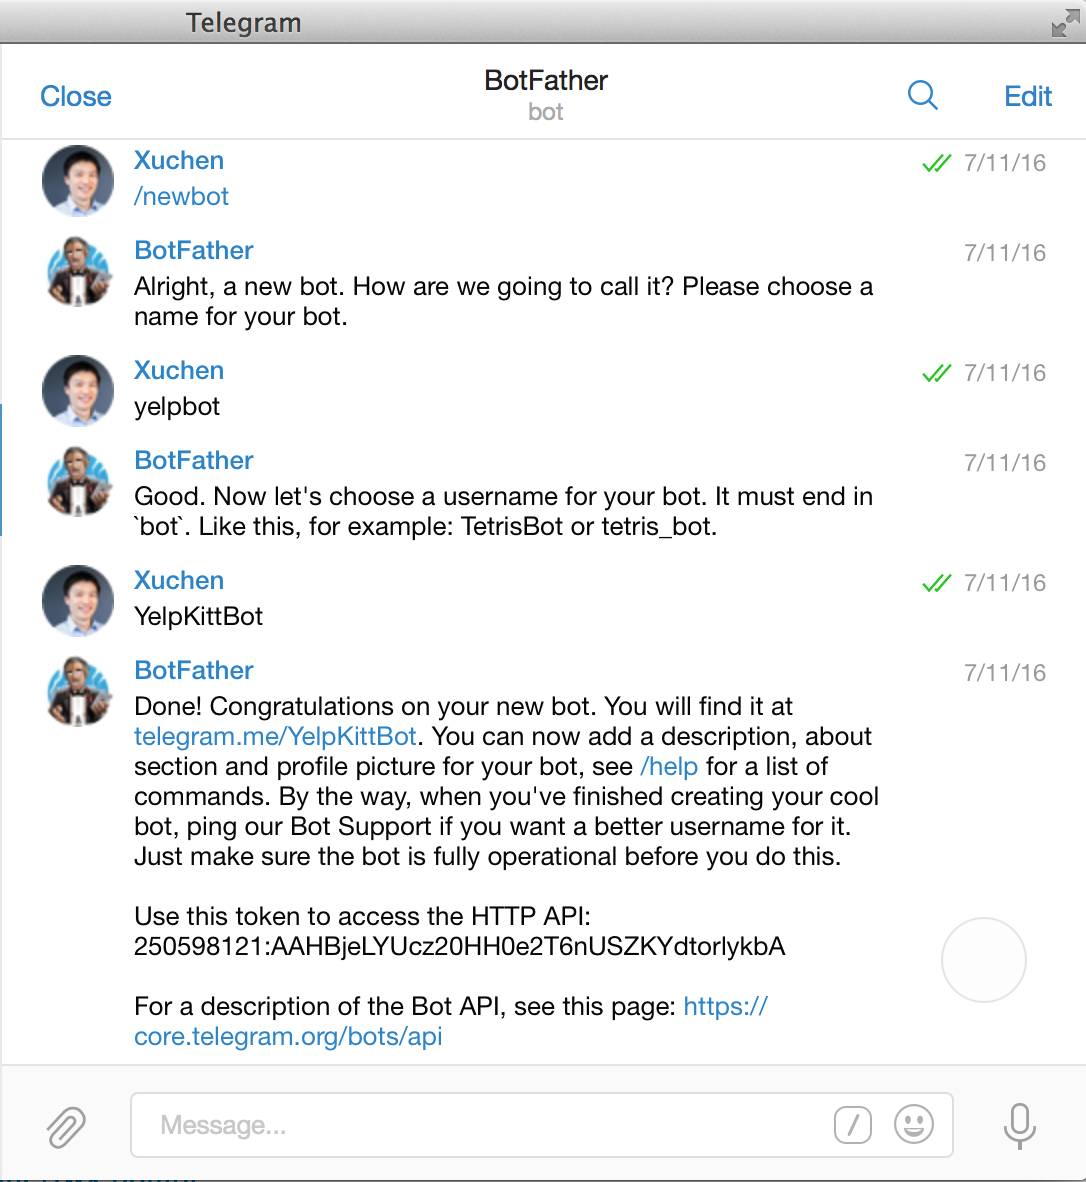 Telegram
Close
BotFather
bot
Edit
Xuchen
7/11/16
/newbot
BotFather
7/11/16
Alright, a new bot. How are we going to call it? Please choose a
name for your bot.
Xuchen
7/11/16
yelpbot
BotFather
7/11/16
Good. Now let's choose a username for your bot. It must end in
`bot`. Like this, for example: TetrisBot or tetris_bot.
Xuchen
7/11/16
YelpKittBot
BotFather
7/11/16
Done! Congratulations on your new bot. You will find it at
telegram.me/YelpKittBot. You can now add a description, about
section and profile picture for your bot, see /help for a list of
commands. By the way, when you've finished creating your cool
bot, ping our Bot Support if you want a better username for it.
Just make sure the bot is fully operational before you do this.
Use this token to access the HTTP API:
250598121:AAHBjeLYUcz20HH0e2T6nUSZKYdtorlykbA
For a description of the Bot API, see this page: https://
core.telegram.org/bots/api
Message...